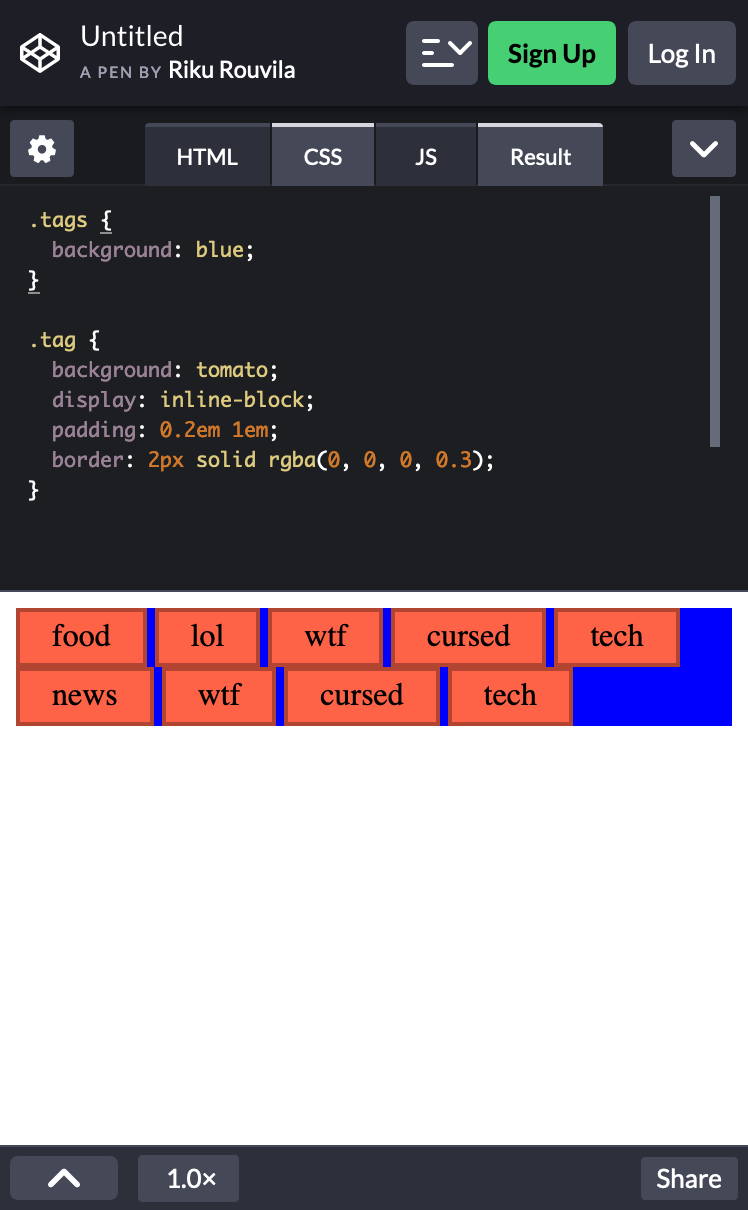 Untitled
A PEN BY Riku Rouvila
Sign Up
Log In
HTML CSS JS Result
.tags {
  background: blue;
}
.tag {
  background: tomato;
  display: inline-block;
  padding: 0.2em 1em;
  border: 2px solid rgba(0, 0, 0, 0.3);
}
food lol wtf cursed tech
news wtf cursed tech
1.0×
Share